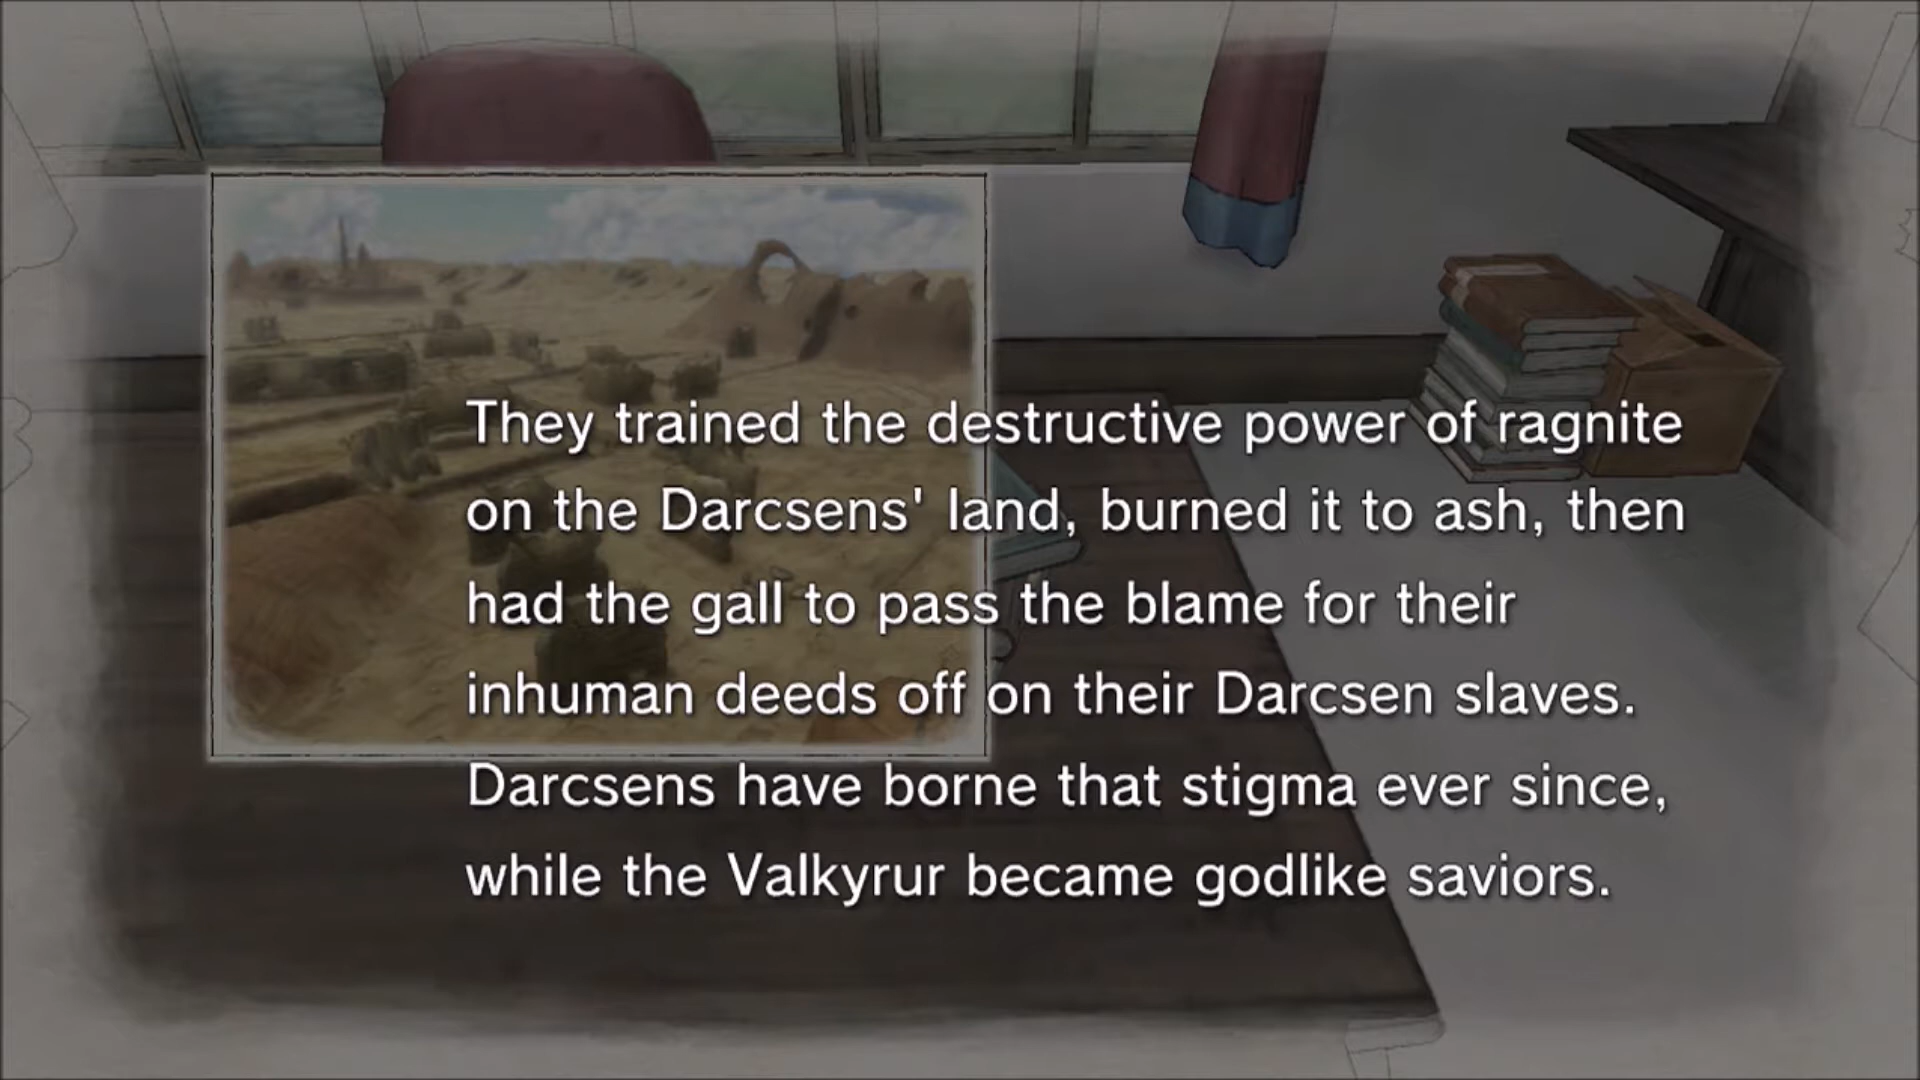 They trained the destructive power of ragnite
on the Darcsens' land, burned it to ash, then
had the gall to pass the blame for their
inhuman deeds off on their Darcsen slaves.
Darcsens have borne that stigma ever since,
while the Valkyrur became godlike saviors.